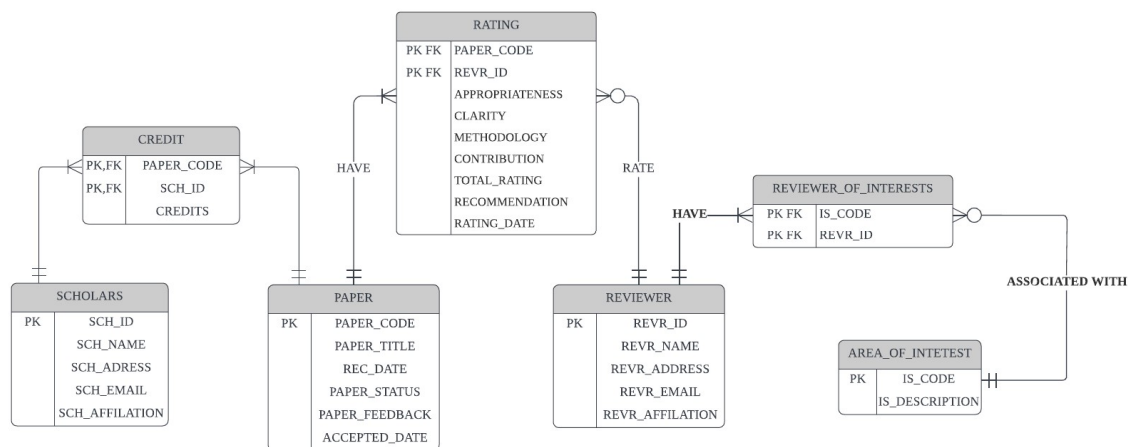 RATING
PK FK PAPER_CODE
PK FK REVR_ID
APPROPRIATENESS
CLARITY
METHODOLOGY
CONTRIBUTION
TOTAL_RATING
RECOMMENDATION
RATING_DATE
CREDIT
PK,FK PAPER_CODE
PK,FK SCH_ID
CREDITS
HAVE
RATE
REVIEWER_OF_INTERESTS
PK FK IS_CODE
PK FK REVR_ID
HAVE
ASSOCIATED WITH
SCHOLARS
PK SCH_ID
SCH_NAME
SCH_ADRESS
SCH_EMAIL
SCH_AFFILATION
PAPER
PK PAPER_CODE
PAPER_TITLE
REC_DATE
PAPER_STATUS
PAPER_FEEDBACK
ACCEPTED_DATE
REVIEWER
PK REVR_ID
REVR_NAME
REVR_ADDRESS
REVR_EMAIL
REVR_AFFILATION
AREA_OF_INTETEST
PK IS_CODE
IS_DESCRIPTION